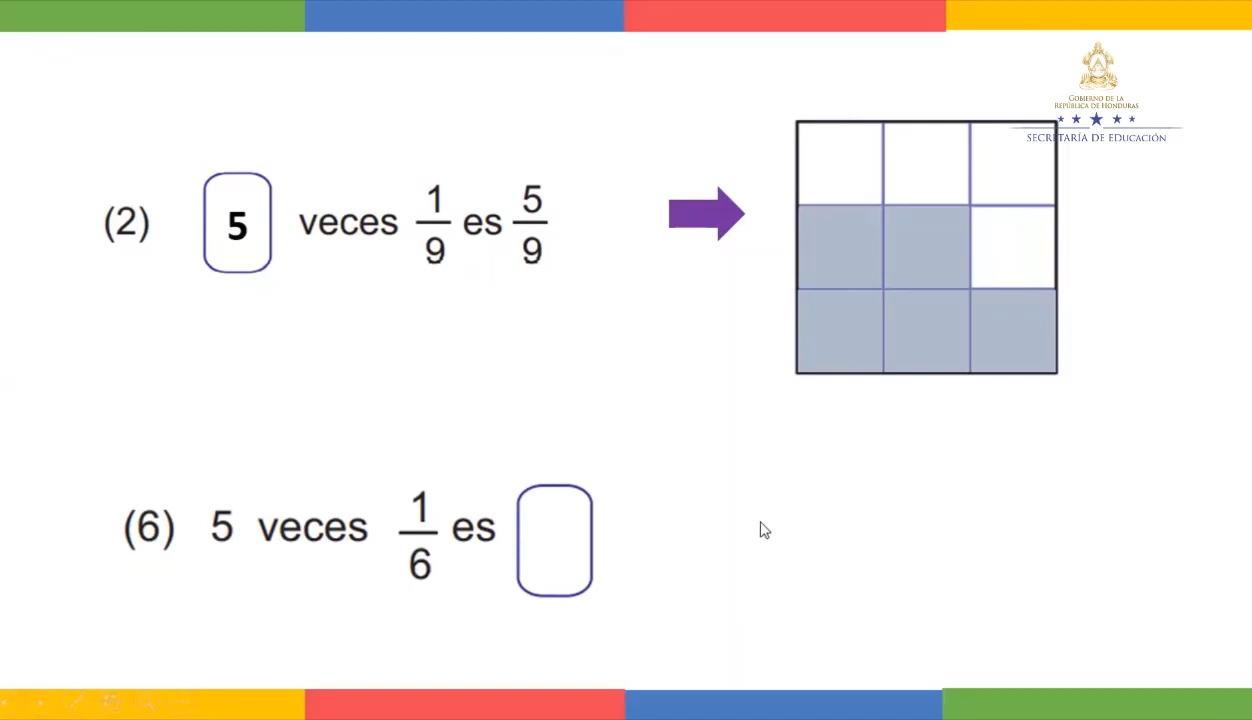 GOBIERNO DE LA
REPÚBLICA DE HONDURAS
SECRETARÍA DE EDUCACIÓN
(2) 5 veces 1/9 es 5/9
(6) 5 veces 1/6 es